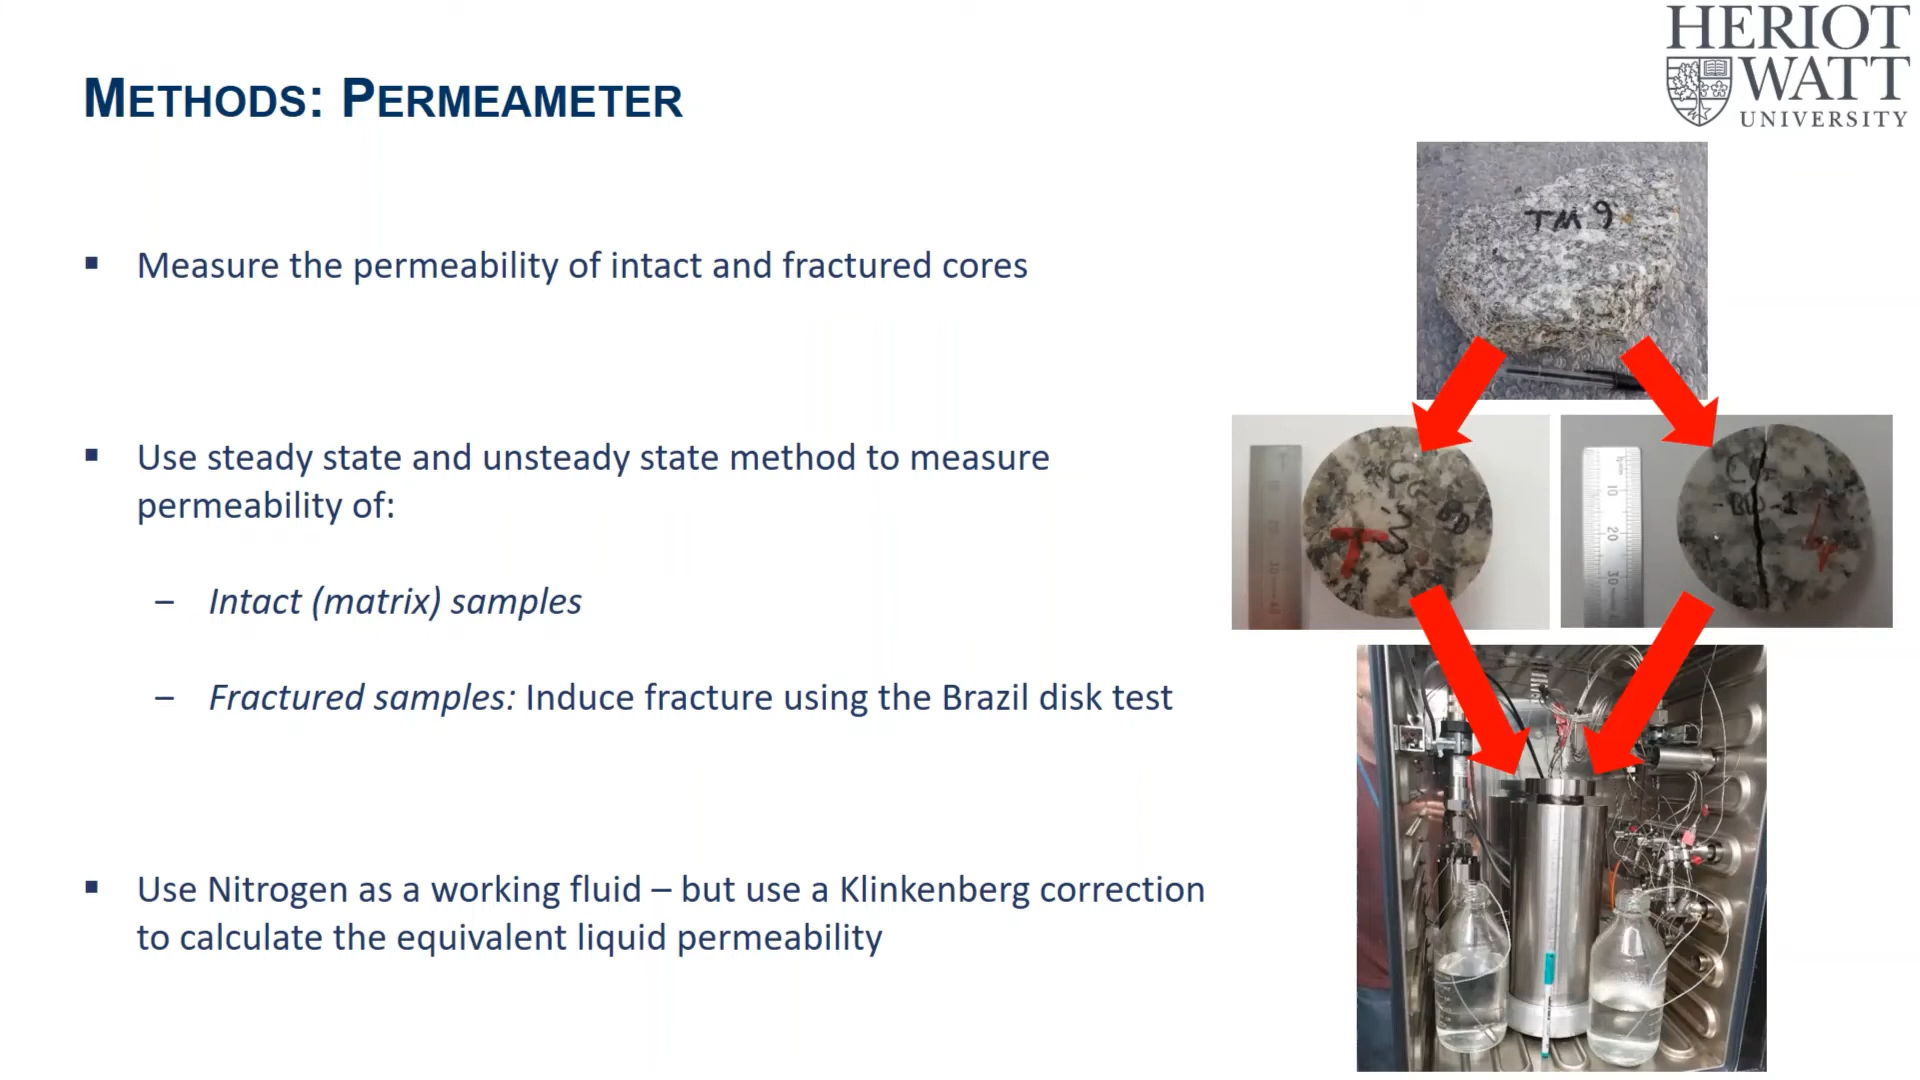 HERIOT
WATT
UNIVERSITY
METHODS: PERMEAMETER
▪ Measure the permeability of intact and fractured cores
▪ Use steady state and unsteady state method to measure
permeability of:
– Intact (matrix) samples
– Fractured samples: Induce fracture using the Brazil disk test
▪ Use Nitrogen as a working fluid – but use a Klinkenberg correction
to calculate the equivalent liquid permeability
TM 9
T
10
20
30